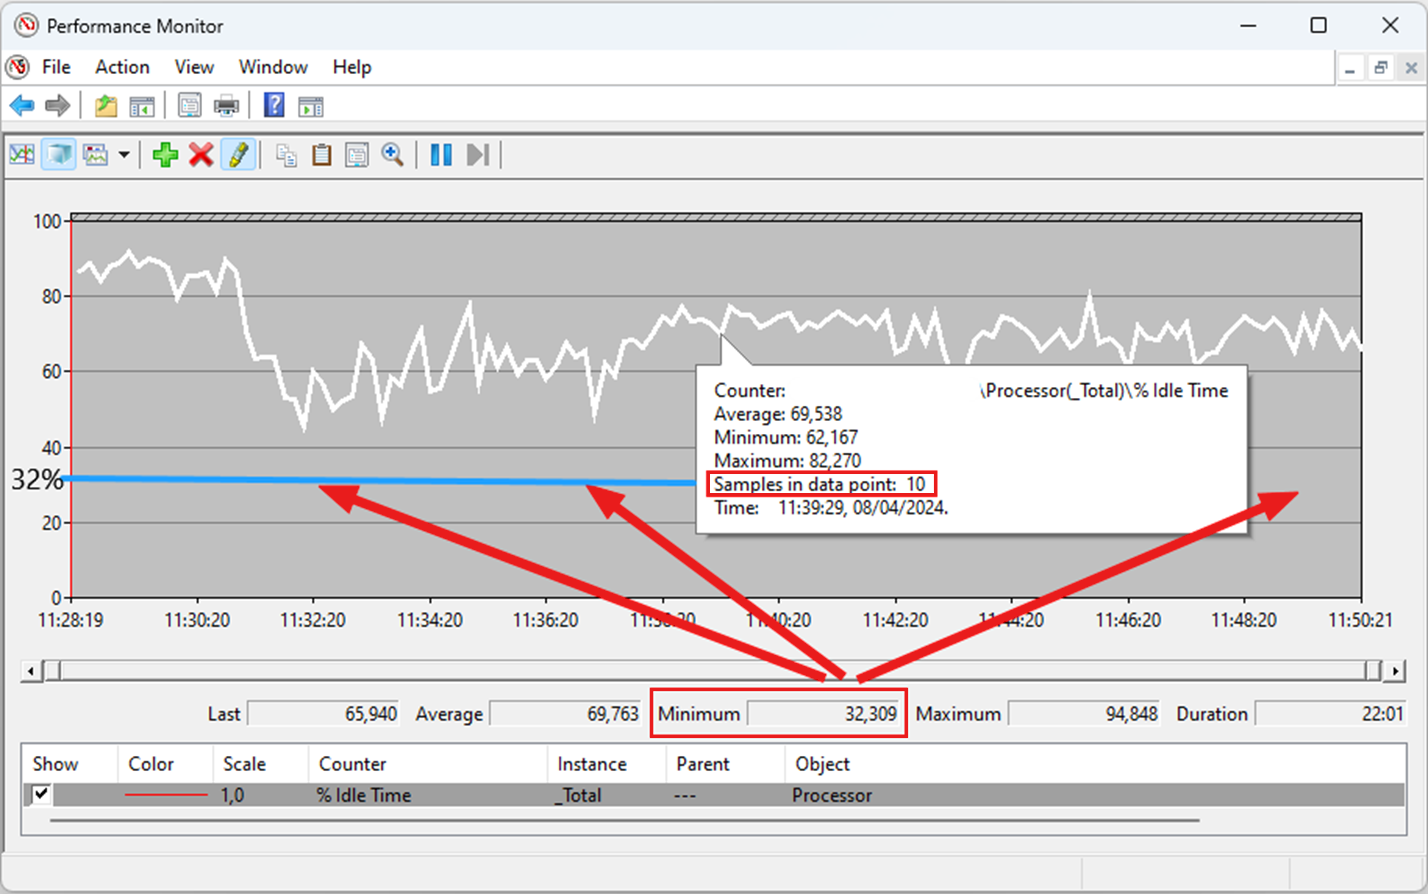 Performance Monitor
File Action View Window Help
100
80
60
40
32%
20
0
Counter: \Processor(_Total)\% Idle Time
Average: 69,538
Minimum: 62,167
Maximum: 82,270
Samples in data point: 10
Time: 11:39:29, 08/04/2024.
11:28:19 11:30:20 11:32:20 11:34:20 11:36:20 11:38:20 11:40:20 11:42:20 11:44:20 11:46:20 11:48:20 11:50:21
Last 65,940 Average 69,763 Minimum 32,309 Maximum 94,848 Duration 22:01
Show Color Scale Counter Instance Parent Object
1,0 % Idle Time _Total --- Processor